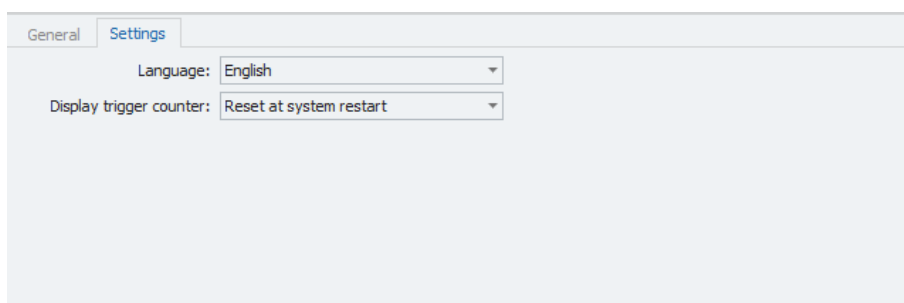 General Settings
Language: English
Display trigger counter: Reset at system restart